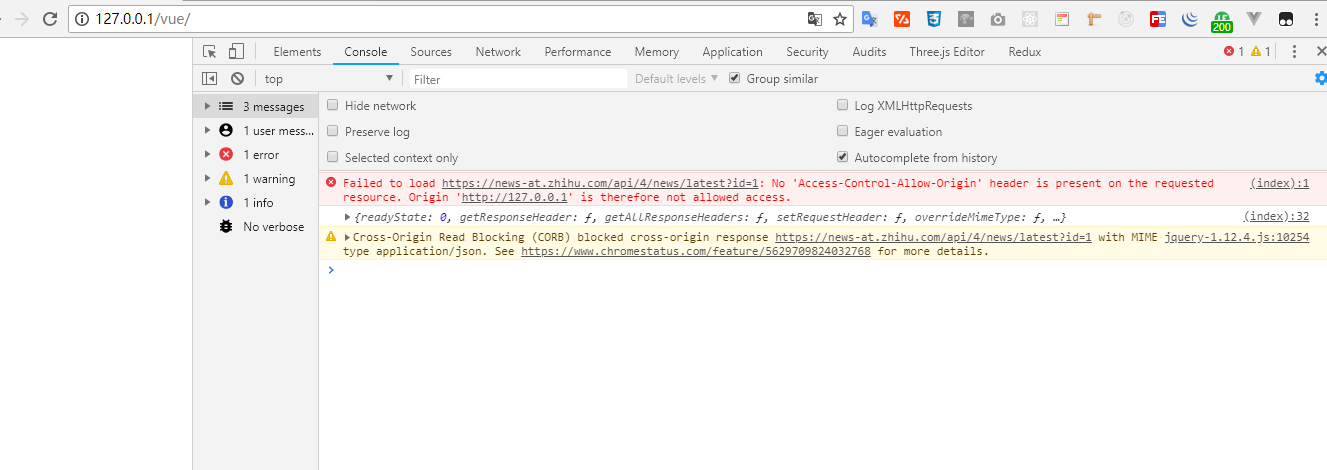 127.0.0.1/vue/
200
Elements Console Sources Network Performance Memory Application Security Audits Three.js Editor Redux 1 1
top Filter Default levels Group similar
3 messages
1 user mess...
1 error
1 warning
1 info
No verbose
Hide network Log XMLHttpRequests
Preserve log Eager evaluation
Selected context only Autocomplete from history
Failed to load https://news-at.zhihu.com/api/4/news/latest?id=1: No 'Access-Control-Allow-Origin' header is present on the requested (index):1
resource. Origin 'http://127.0.0.1' is therefore not allowed access.
{readyState: 0, getResponseHeader: ƒ, getAllResponseHeaders: ƒ, setRequestHeader: ƒ, overrideMimeType: ƒ, …} (index):32
Cross-Origin Read Blocking (CORB) blocked cross-origin response https://news-at.zhihu.com/api/4/news/latest?id=1 with MIME jquery-1.12.4.js:10254
type application/json. See https://www.chromestatus.com/feature/5629709824032768 for more details.